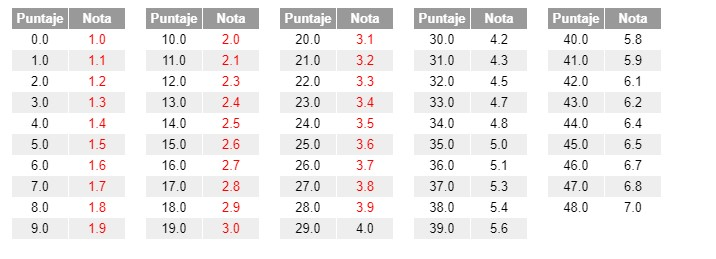 Puntaje Nota Puntaje Nota Puntaje Nota Puntaje Nota Puntaje Nota
0.0 1.0 10.0 2.0 20.0 3.1 30.0 4.2 40.0 5.8
1.0 1.1 11.0 2.1 21.0 3.2 31.0 4.3 41.0 5.9
2.0 1.2 12.0 2.3 22.0 3.3 32.0 4.5 42.0 6.1
3.0 1.3 13.0 2.4 23.0 3.4 33.0 4.7 43.0 6.2
4.0 1.4 14.0 2.5 24.0 3.5 34.0 4.8 44.0 6.4
5.0 1.5 15.0 2.6 25.0 3.6 35.0 5.0 45.0 6.5
6.0 1.6 16.0 2.7 26.0 3.7 36.0 5.1 46.0 6.7
7.0 1.7 17.0 2.8 27.0 3.8 37.0 5.3 47.0 6.8
8.0 1.8 18.0 2.9 28.0 3.9 38.0 5.4 48.0 7.0
9.0 1.9 19.0 3.0 29.0 4.0 39.0 5.6